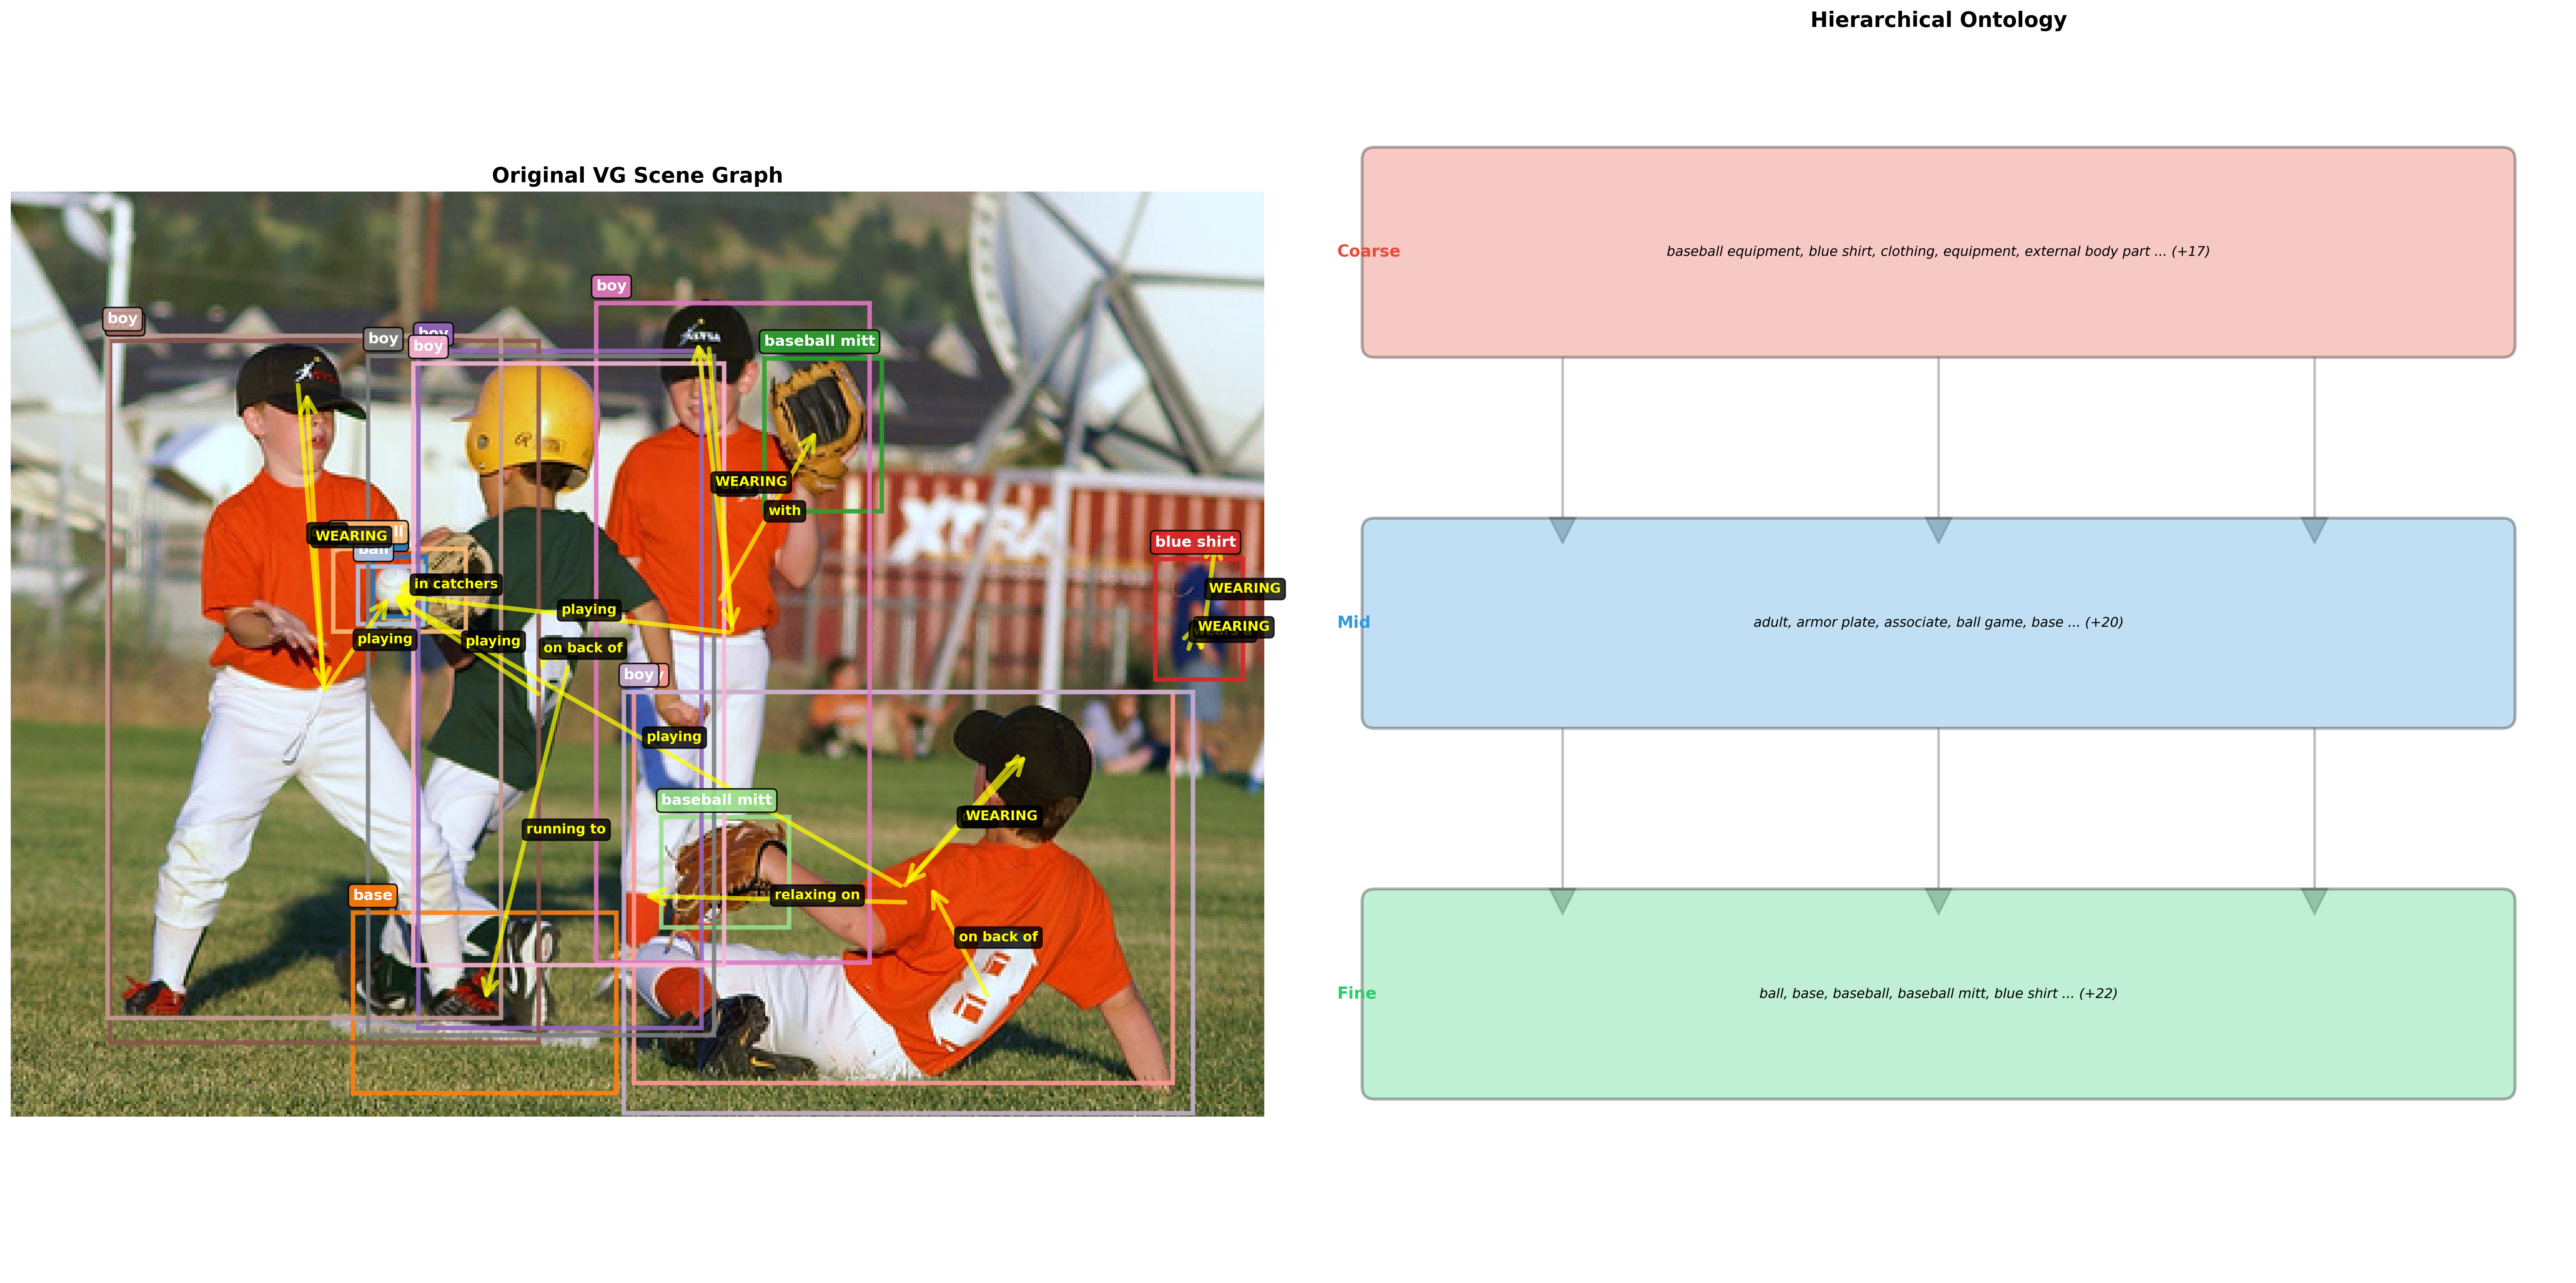 Hierarchical Ontology
Original VG Scene Graph
Coarse
baseball equipment, blue shirt, clothing, equipment, external body part ... (+17)
boy
boy
boy
boy
boy
baseball mitt
WEARING
with
WEARING
ball
in catchers
playing
playing
playing
on back of
XTRA
blue shirt
WEARING
WEARING
Mid
adult, armor plate, associate, ball game, base ... (+20)
boy
playing
baseball mitt
WEARING
running to
base
relaxing on
on back of
Fine
ball, base, baseball, baseball mitt, blue shirt ... (+22)